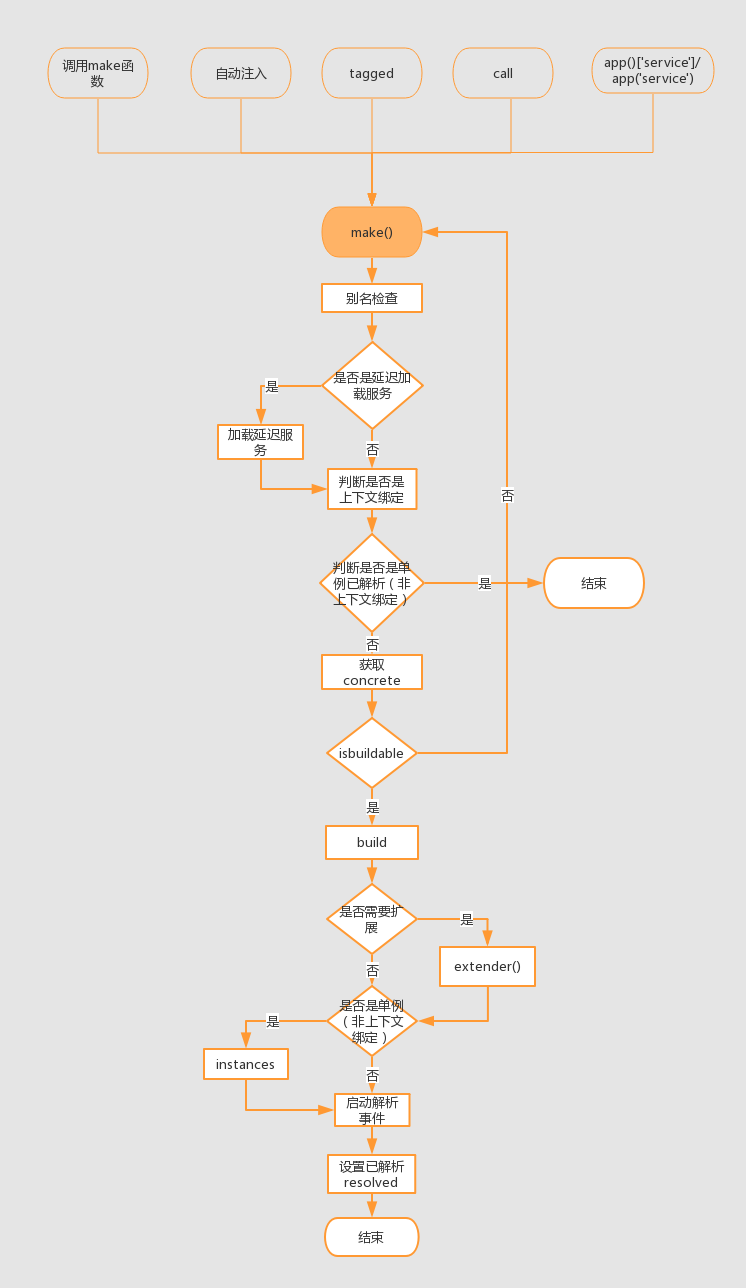 调用make函
数
自动注入
tagged
call
app()['service']/
app('service')
make()
别名检查
是否是延迟加
载服务
是
加载延迟服
务
否
判断是否是
上下文绑定
否
判断是否是单
例已解析（非
上下文绑定）
是
结束
否
获取
concrete
isbuildable
是
build
是否需要扩
展
是
extender()
否
是否是单例
（非上下文
绑定）
是
instances
否
启动解析
事件
设置已解析
resolved
结束